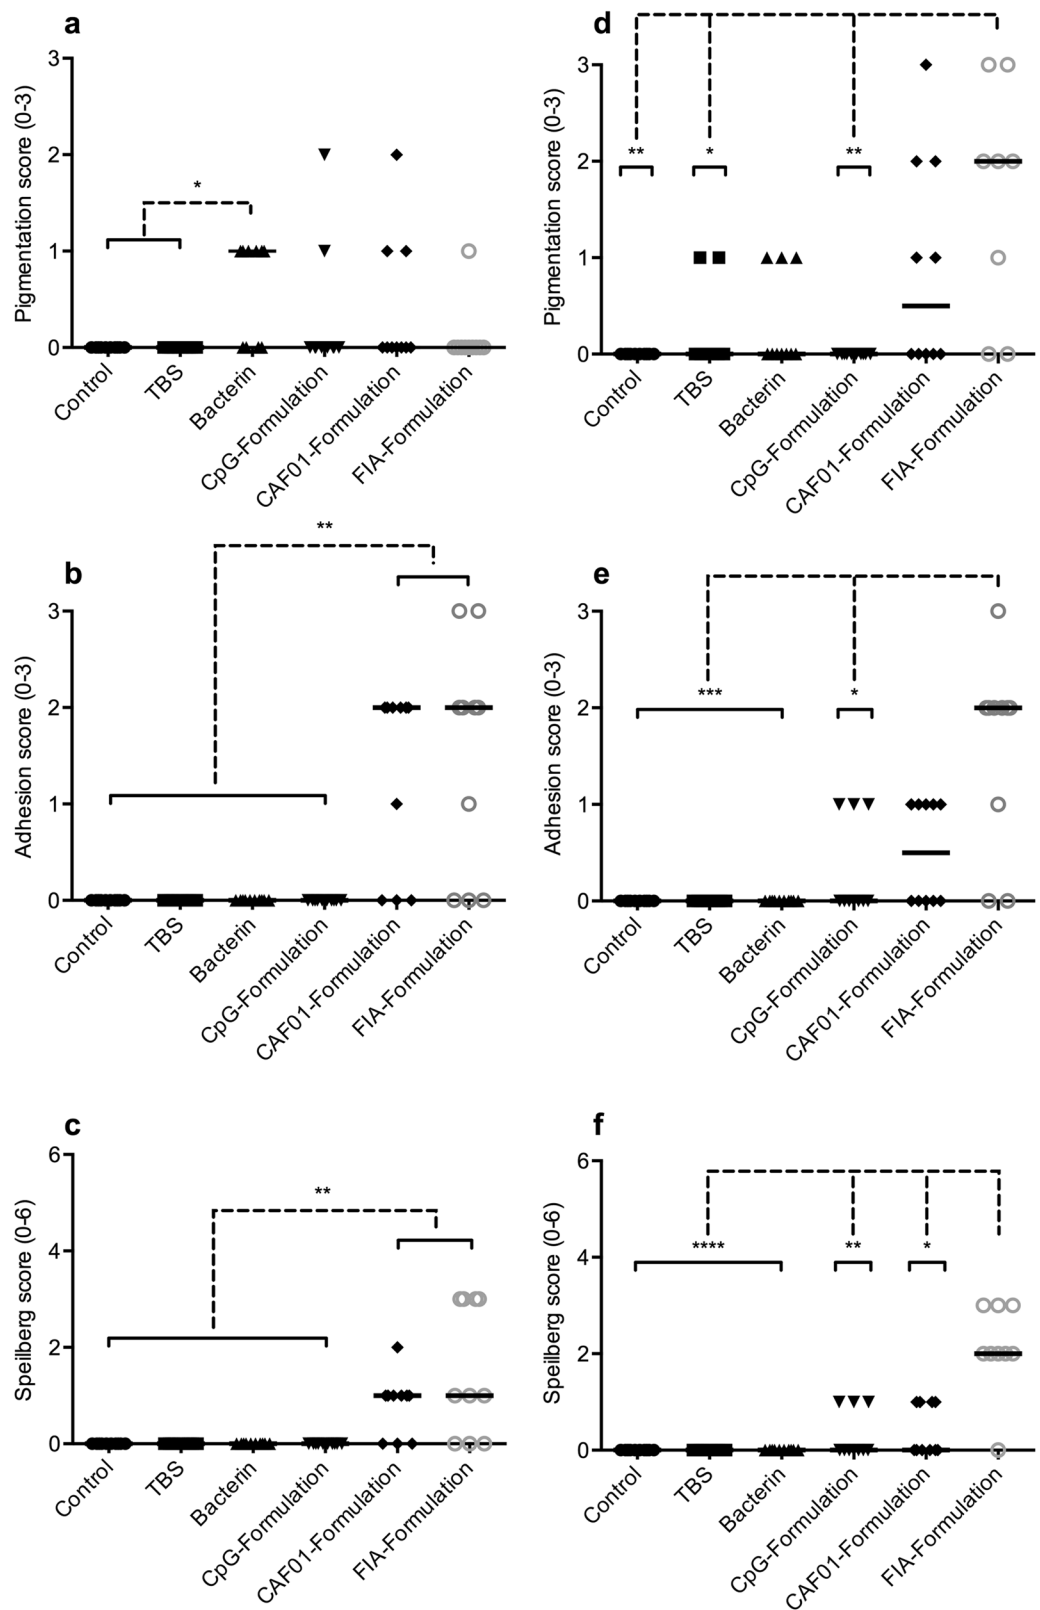 a
Pigmentation score (0-3)
3
2
1
0
*
Control
TBS
Bacterin
CpG-Formulation
CAF01-Formulation
FIA-Formulation
d
Pigmentation score (0-3)
3
2
1
0
**
*
**
Control
TBS
Bacterin
CpG-Formulation
CAF01-Formulation
FIA-Formulation
b
Adhesion score (0-3)
3
2
1
0
**
Control
TBS
Bacterin
CpG-Formulation
CAF01-Formulation
FIA-Formulation
e
Adhesion score (0-3)
3
2
1
0
***
*
Control
TBS
Bacterin
CpG-Formulation
CAF01-Formulation
FIA-Formulation
c
Speilberg score (0-6)
6
4
2
0
**
Control
TBS
Bacterin
CpG-Formulation
CAF01-Formulation
FIA-Formulation
f
Speilberg score (0-6)
6
4
2
0
****
**
*
Control
TBS
Bacterin
CpG-Formulation
CAF01-Formulation
FIA-Formulation